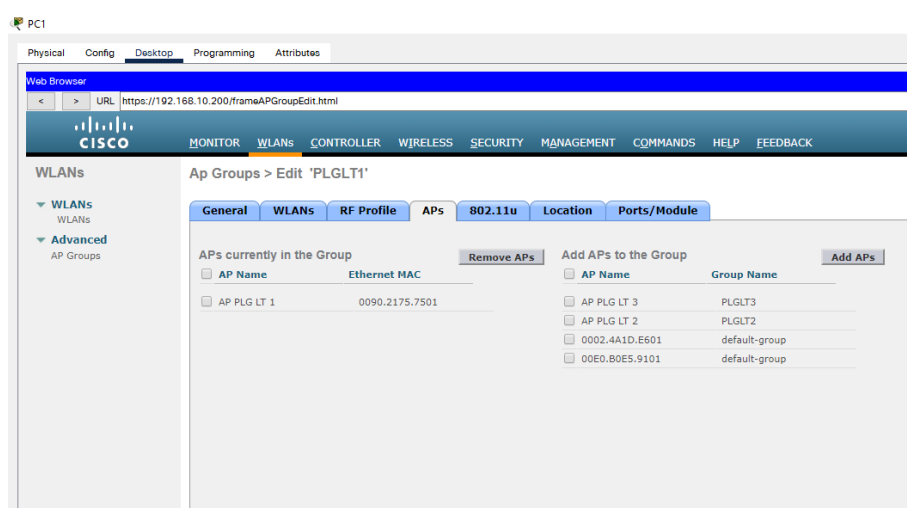 PC1
Physical Config Desktop Programming Attributes
Web Browser
< > URL https://192.168.10.200/frameAPGroupEdit.html
CISCO
MONITOR WLANs CONTROLLER WIRELESS SECURITY MANAGEMENT COMMANDS HELP FEEDBACK
WLANs
WLANs
WLANs
Advanced
AP Groups
Ap Groups > Edit 'PLGLT1'
General WLANs RF Profile APs 802.11u Location Ports/Module
APs currently in the Group Remove APs
AP Name Ethernet MAC
AP PLG LT 1 0090.2175.7501
Add APs to the Group Add APs
AP Name Group Name
AP PLG LT 3 PLGLT3
AP PLG LT 2 PLGLT2
0002.4A1D.E601 default-group
00E0.B0E5.9101 default-group